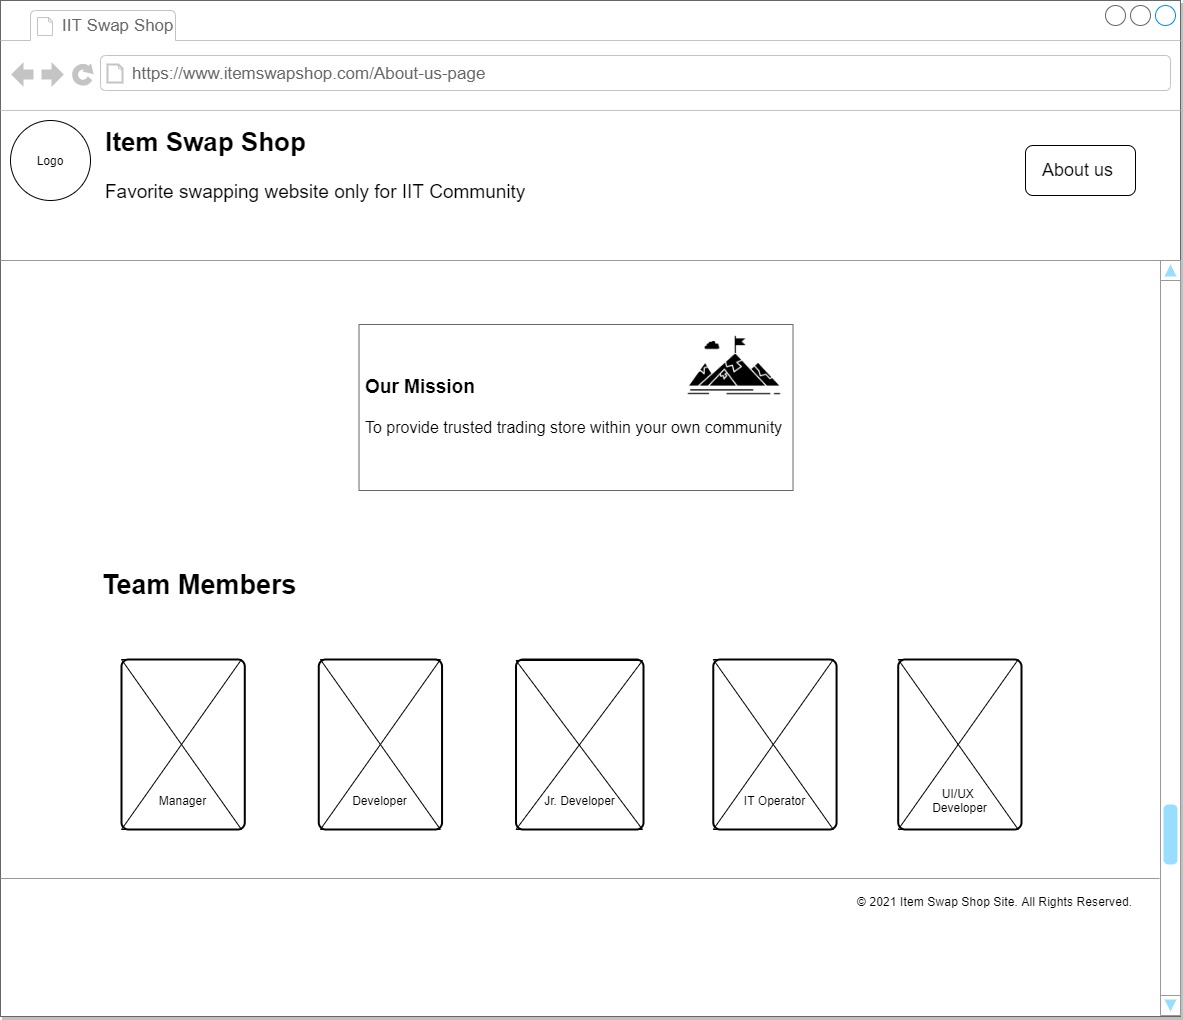 IIT Swap Shop
https://www.itemswapshop.com/About-us-page
Logo
Item Swap Shop
Favorite swapping website only for IIT Community
About us
Our Mission
To provide trusted trading store within your own community
Team Members
Manager
Developer
Jr. Developer
IT Operator
UI/UX
Developer
© 2021 Item Swap Shop Site. All Rights Reserved.